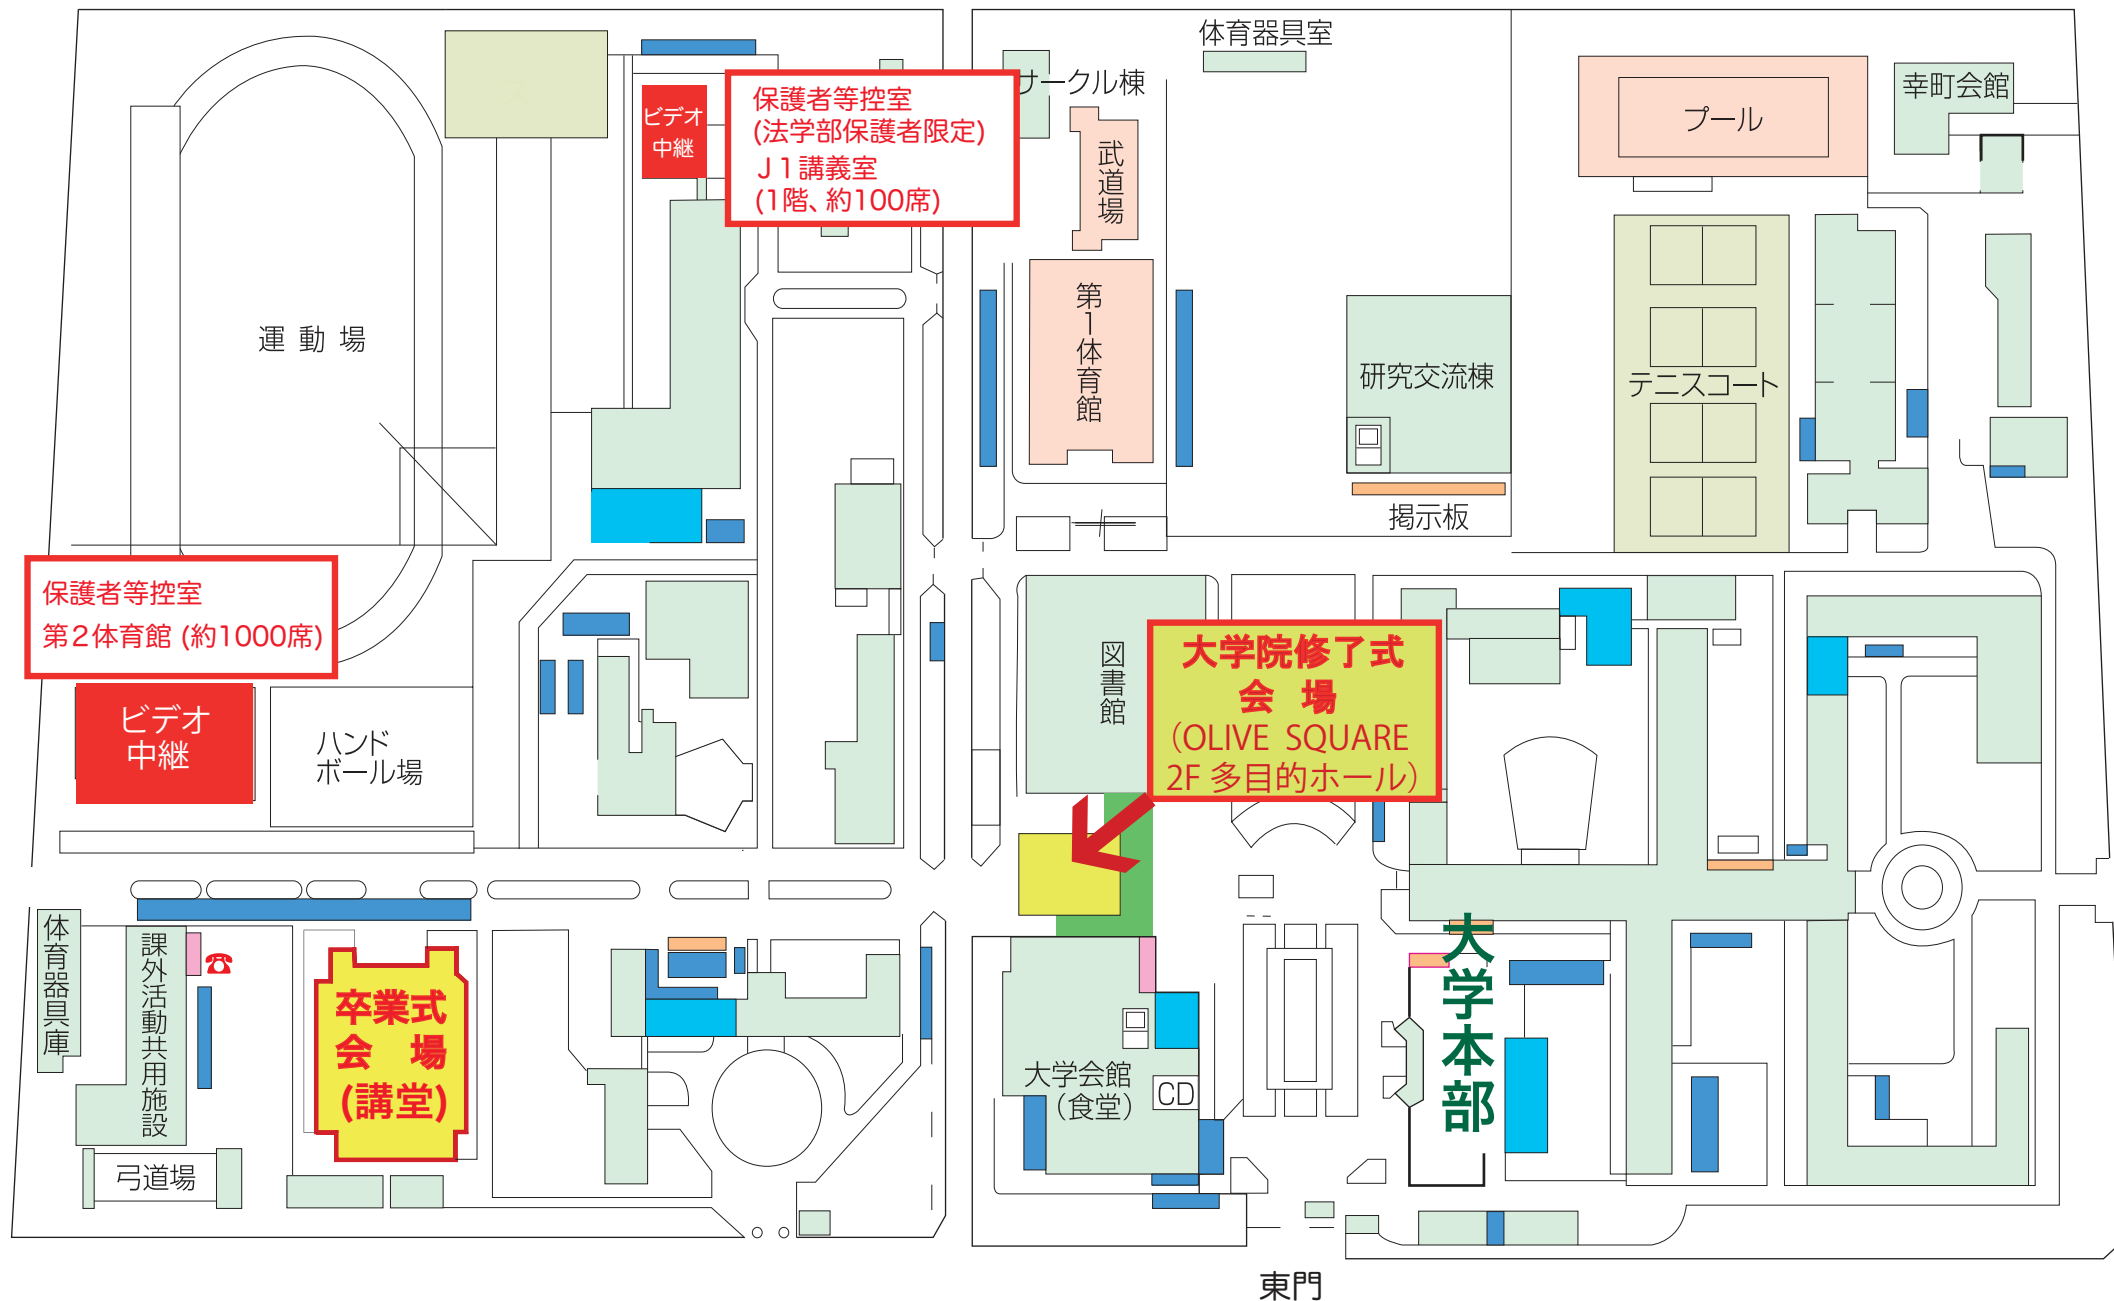 体育器具室
サークル棟
ビデオ
中継
保護者等控室
(法学部保護者限定)
J1講義室
(1階、約100席)
武道場
プール
幸町会館
運動場
第1体育館
研究交流棟
テニスコート
掲示板
保護者等控室
第2体育館 (約1000席)
ビデオ
中継
ハンド
ボール場
図書館
大学院修了式
会 場
(OLIVE SQUARE
2F 多目的ホール)
体育器具庫
課外活動共用施設
卒業式
会 場
(講堂)
弓道場
大学会館
(食堂)
CD
大学本部
東門